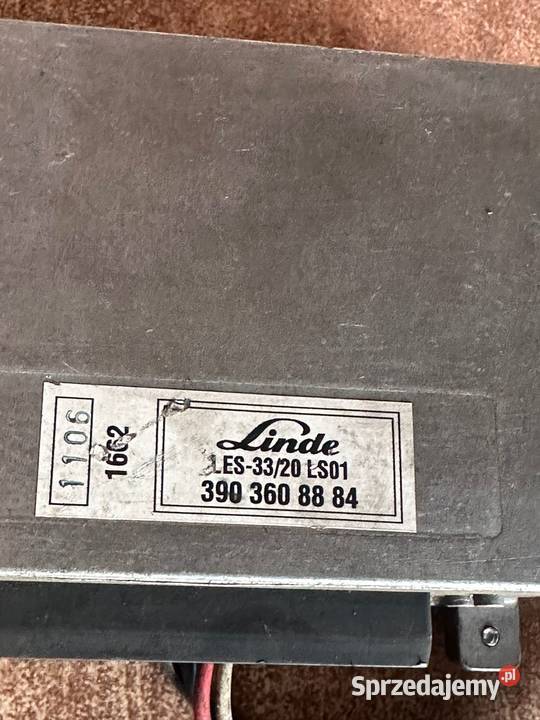 1106
1662
Linde
LES-33/20 LS01
390 360 88 84
Sprzedajemy.pl